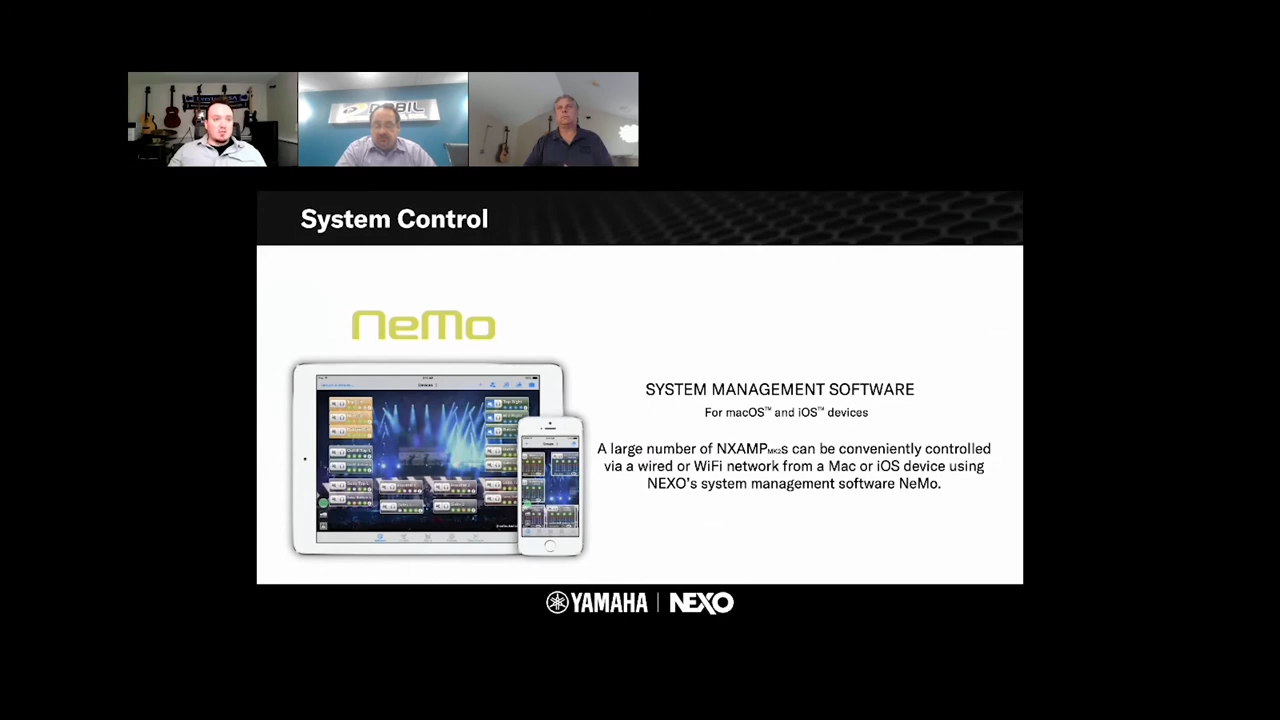 System Control
NeMo
SYSTEM MANAGEMENT SOFTWARE
For macOS™ and iOS™ devices
A large number of NXAMPMK2s can be conveniently controlled
via a wired or WiFi network from a Mac or iOS device using
NEXO's system management software NeMo.
YAMAHA | NEXO